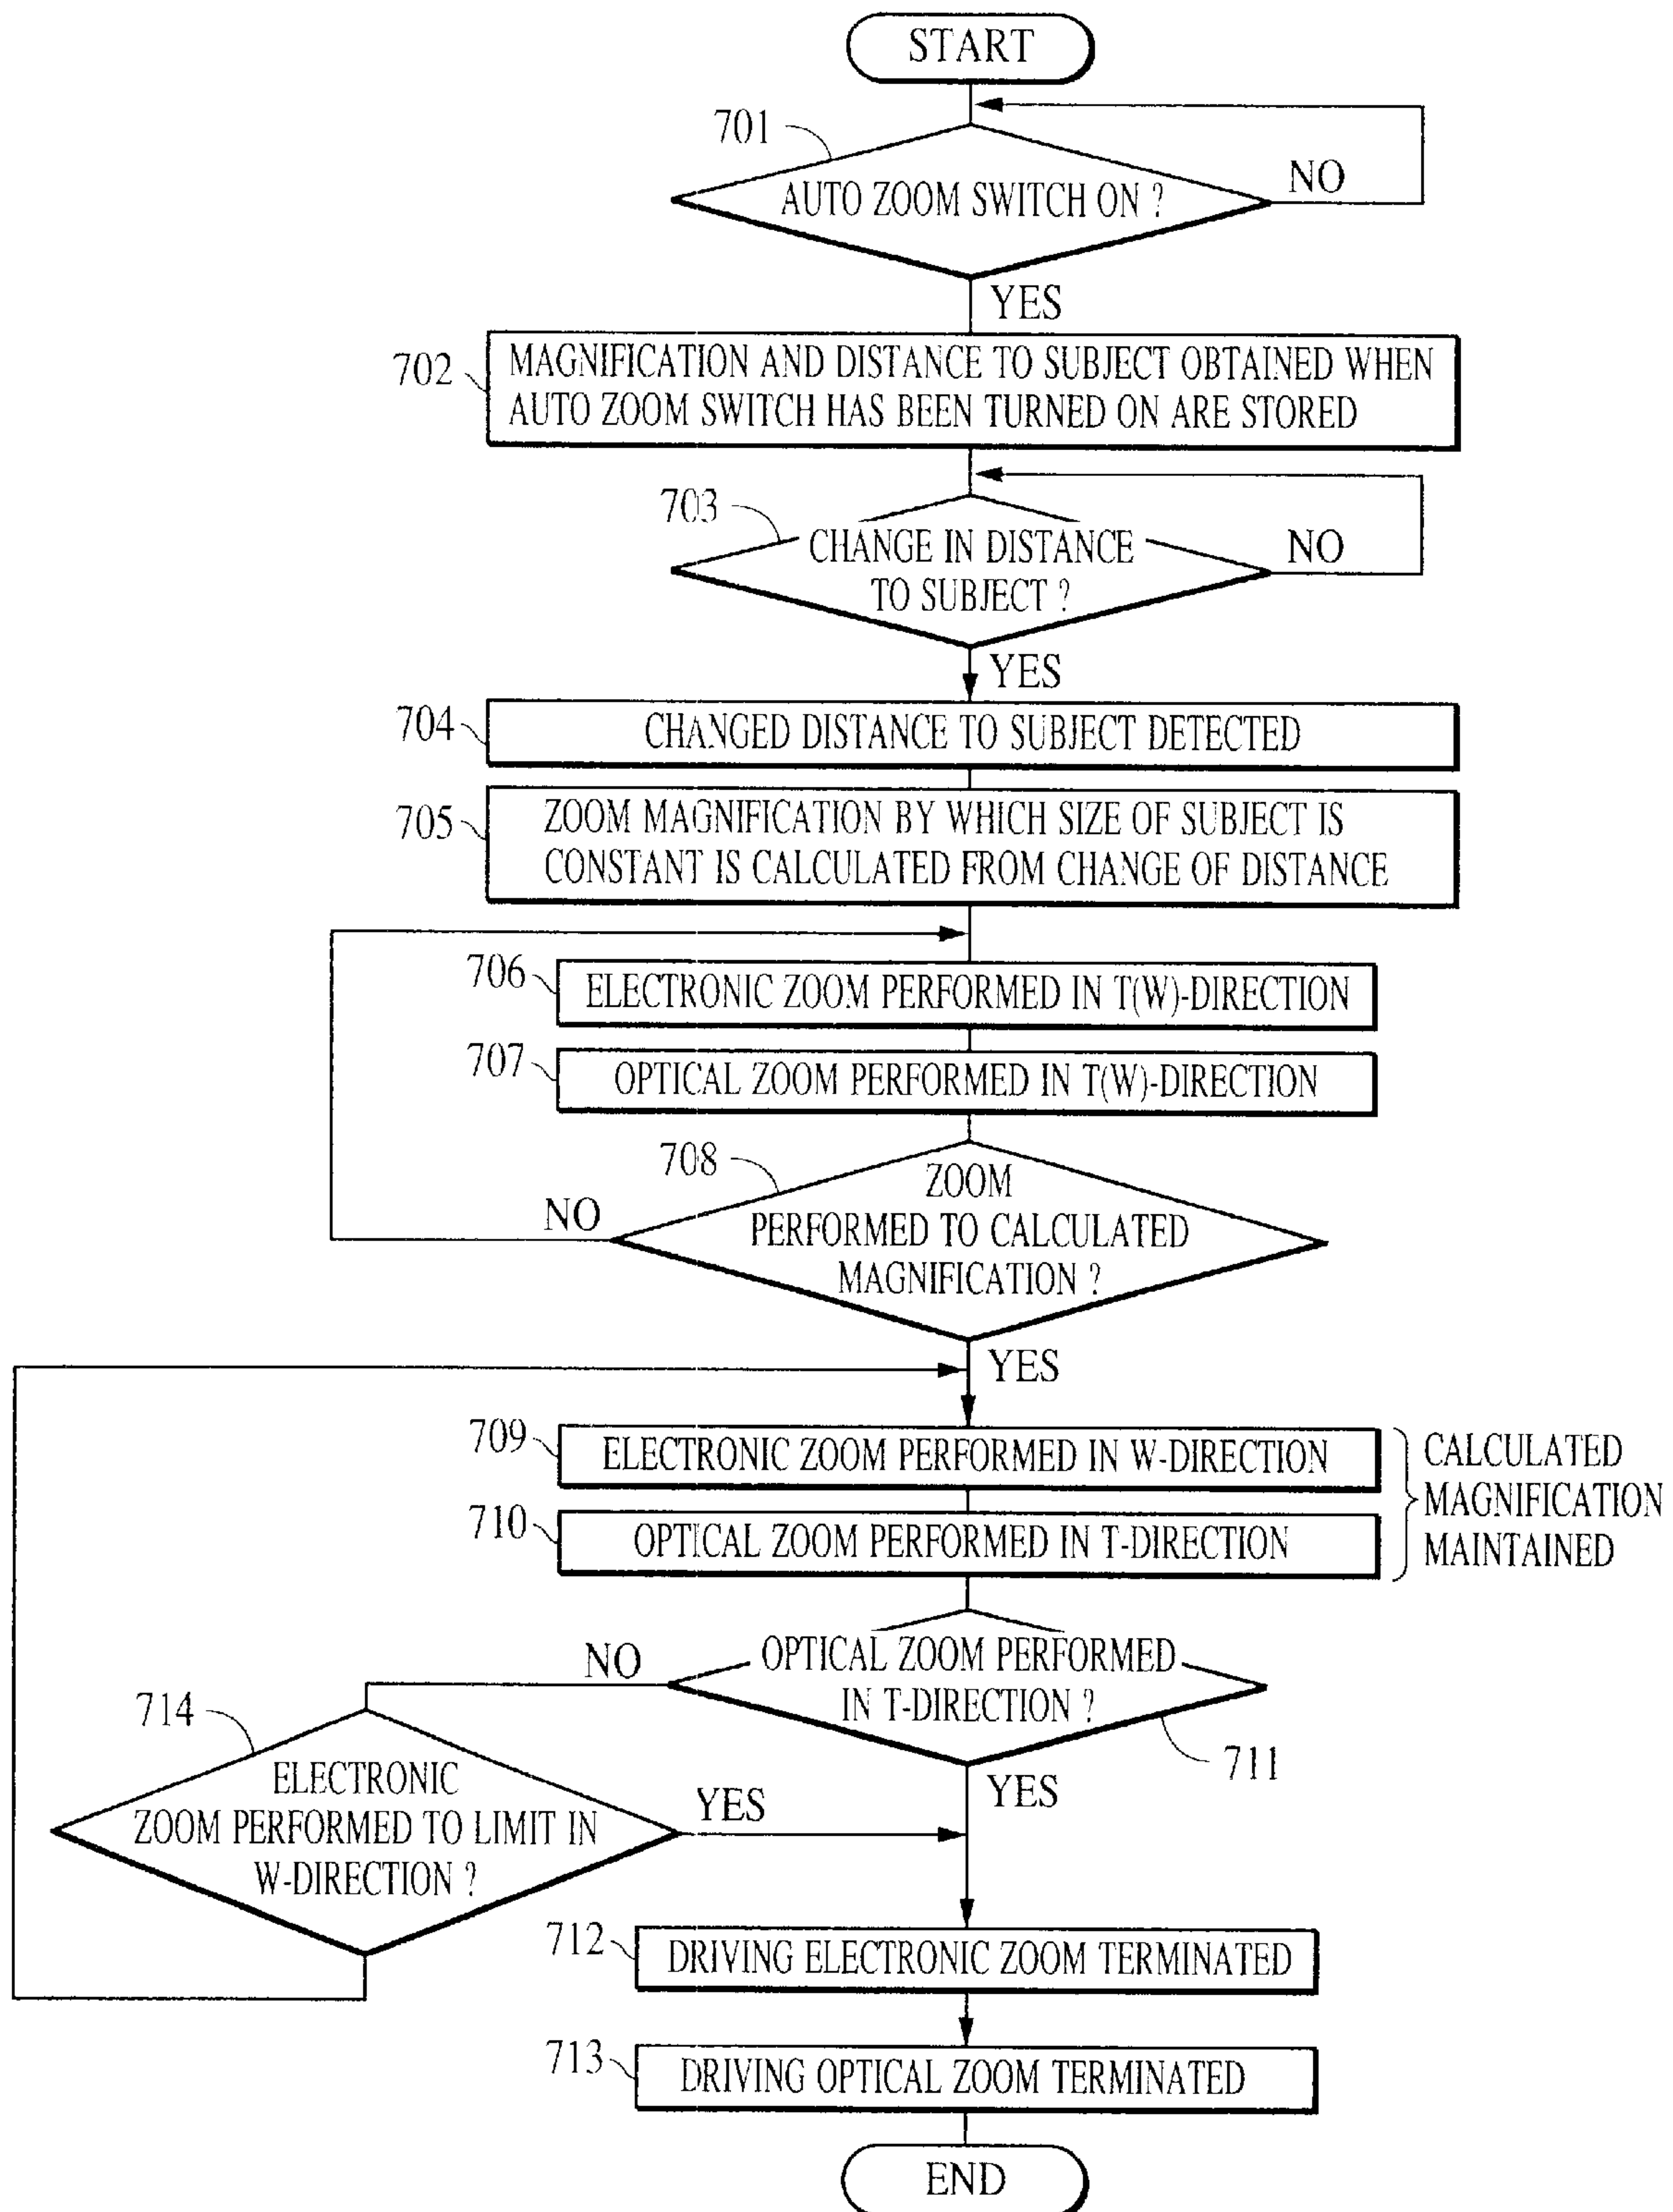 START
701
AUTO ZOOM SWITCH ON ?
NO
YES
702
MAGNIFICATION AND DISTANCE TO SUBJECT OBTAINED WHEN
AUTO ZOOM SWITCH HAS BEEN TURNED ON ARE STORED
703
CHANGE IN DISTANCE
TO SUBJECT ?
NO
YES
704
CHANGED DISTANCE TO SUBJECT DETECTED
705
ZOOM MAGNIFICATION BY WHICH SIZE OF SUBJECT IS
CONSTANT IS CALCULATED FROM CHANGE OF DISTANCE
706
ELECTRONIC ZOOM PERFORMED IN T(W)-DIRECTION
707
OPTICAL ZOOM PERFORMED IN T(W)-DIRECTION
708
ZOOM
PERFORMED TO CALCULATED
MAGNIFICATION ?
NO
YES
709
ELECTRONIC ZOOM PERFORMED IN W-DIRECTION
710
OPTICAL ZOOM PERFORMED IN T-DIRECTION
CALCULATED
MAGNIFICATION
MAINTAINED
OPTICAL ZOOM PERFORMED
IN T-DIRECTION ?
711
NO
YES
714
ELECTRONIC
ZOOM PERFORMED TO LIMIT IN
W-DIRECTION ?
YES
712
DRIVING ELECTRONIC ZOOM TERMINATED
713
DRIVING OPTICAL ZOOM TERMINATED
END